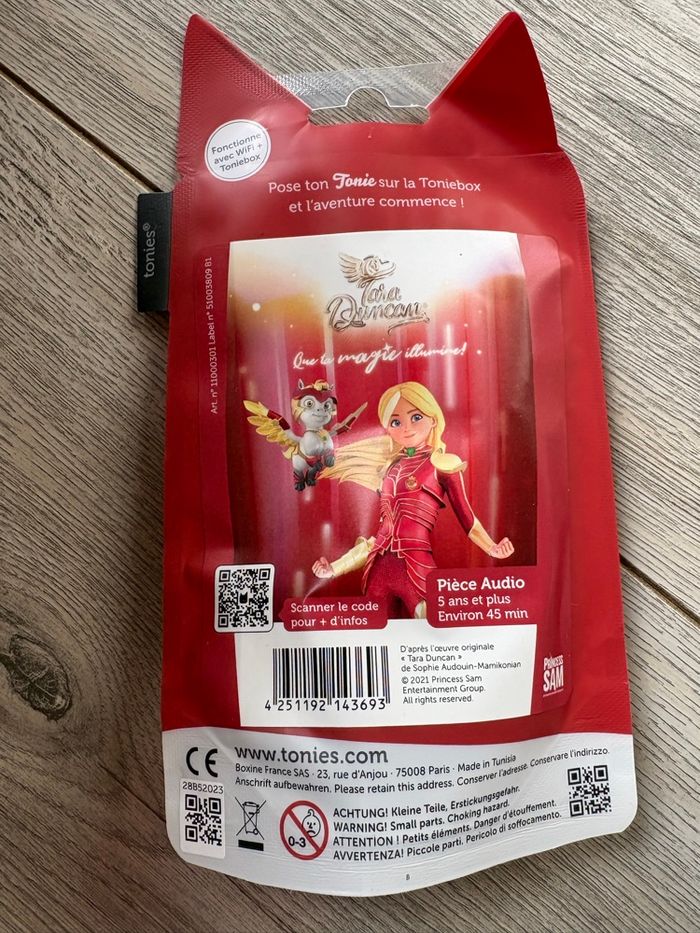 Fonctionne
avec WiFi +
Toniebox
Pose ton Tonie sur la Toniebox
et l'aventure commence !
tonies®
Art. n° 11000301 Label n° 51003809 B1
Tara
Duncan
Que ta magie illumine!
Scanner le code
pour + d'infos
Pièce Audio
5 ans et plus
Environ 45 min
4 251192 143693
D'après l'œuvre originale
« Tara Duncan »
de Sophie Audouin-Mamikonian
© 2021 Princess Sam
Entertainment Group.
All rights reserved.
PRINCESS
SAM
CE
www.tonies.com
Boxine France SAS · 23, rue d'Anjou · 75008 Paris · Made in Tunisia
Anschrift aufbewahren. Please retain this address. Conserver l'adresse. Conservare l'indirizzo.
28B52023
0-3
ACHTUNG! Kleine Teile, Erstickungsgefahr.
WARNING! Small parts. Choking hazard.
ATTENTION ! Petits éléments. Danger d'étouffement.
AVVERTENZA! Piccole parti. Pericolo di soffocamento.
B